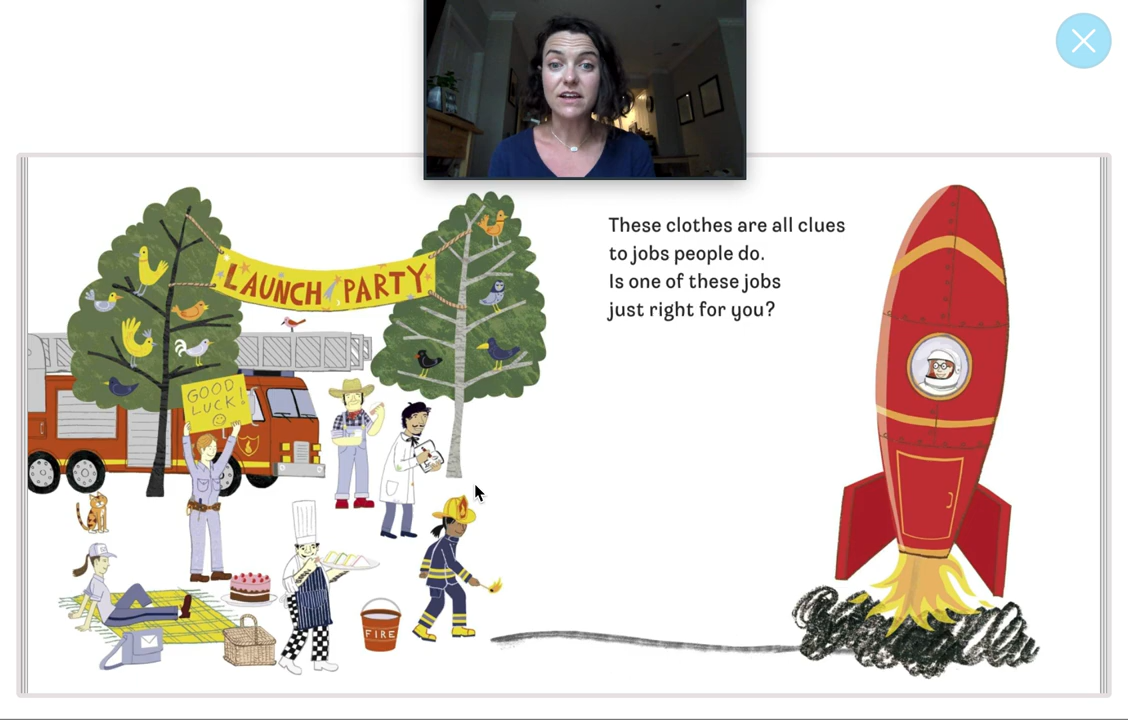 LAUNCH PARTY
GOOD
LUCK!
FIRE
These clothes are all clues
to jobs people do.
Is one of these jobs
just right for you?